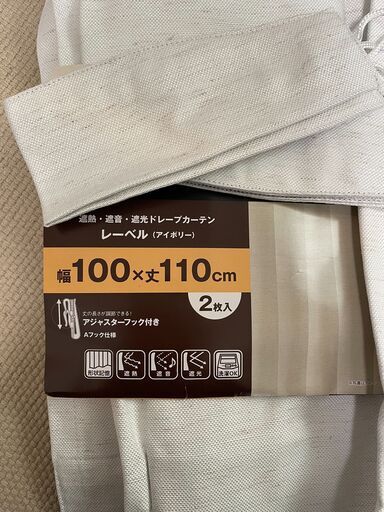 遮熱・遮音・遮光ドレープカーテン
レーベル（アイボリー）
幅100×丈110cm
2枚入
丈の長さが調節できる!
アジャスターフック付き
Aフック仕様
形状記憶
遮熱
遮音
遮光
洗濯OK